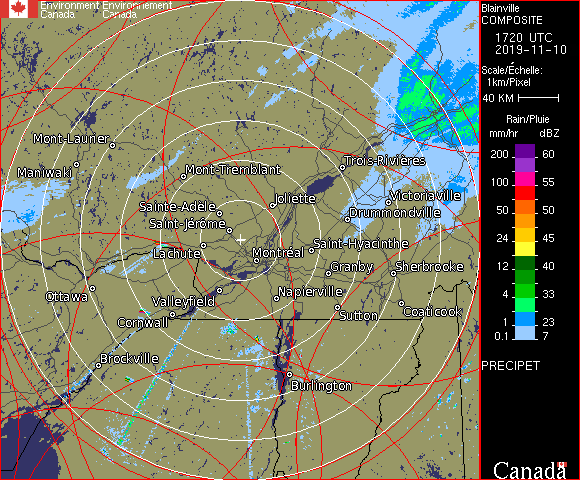 Environment Environnement
Canada Canada
Blainville
COMPOSITE
1720 UTC
2019-11-10
Scale/Échelle:
1km/Pixel
40 KM
Rain/Pluie
mm/hr dBZ
200 60
100 55
50 50
24 45
12 40
4 33
1 23
0.1 7
PRECIPET
Canada
Mont-Laurier
Maniwaki
Mont-Tremblant
Trois-Rivières
Joliette
Victoriaville
Sainte-Adèle
Drummondville
Saint-Jérôme
Saint-Hyacinthe
Lachute
Montréal
Granby
Sherbrooke
Ottawa
Valleyfield
Napierville
Coaticook
Cornwall
Sutton
Brockville
Burlington